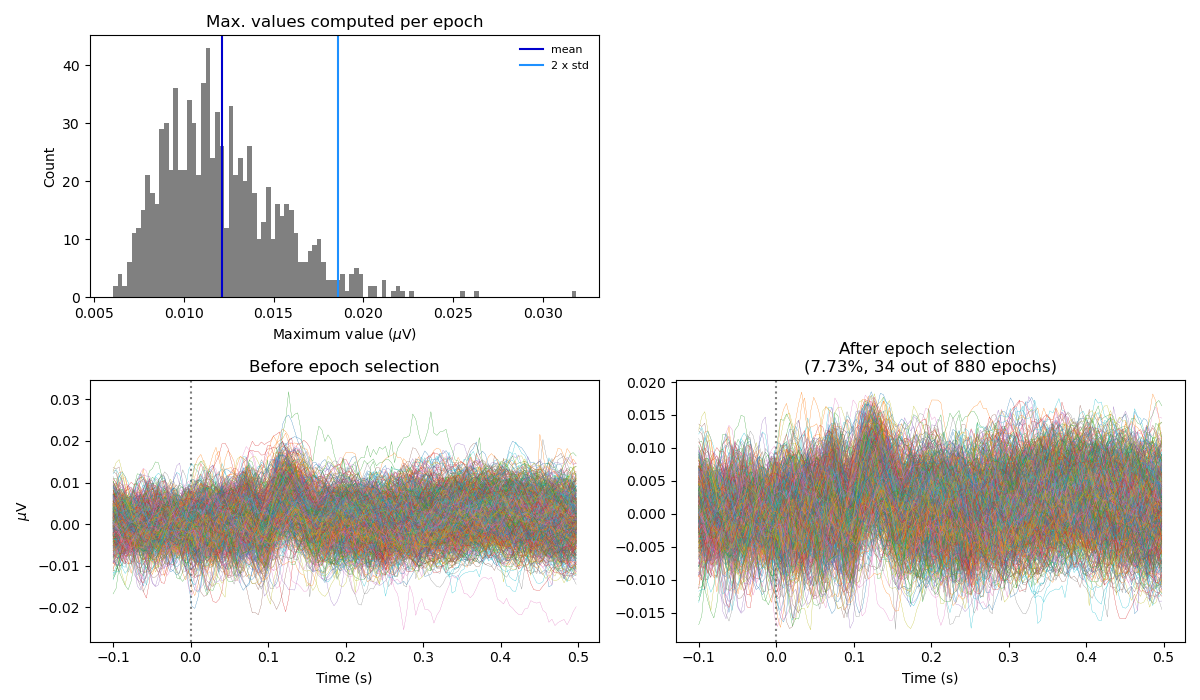 Max. values computed per epoch
mean
2 x std
Count
40
30
20
10
0
0.005 0.010 0.015 0.020 0.025 0.030
Maximum value (μV)
Before epoch selection
μV
0.03
0.02
0.01
0.00
−0.01
−0.02
−0.1 0.0 0.1 0.2 0.3 0.4 0.5
Time (s)
After epoch selection
(7.73%, 34 out of 880 epochs)
0.020
0.015
0.010
0.005
0.000
−0.005
−0.010
−0.015
−0.1 0.0 0.1 0.2 0.3 0.4 0.5
Time (s)